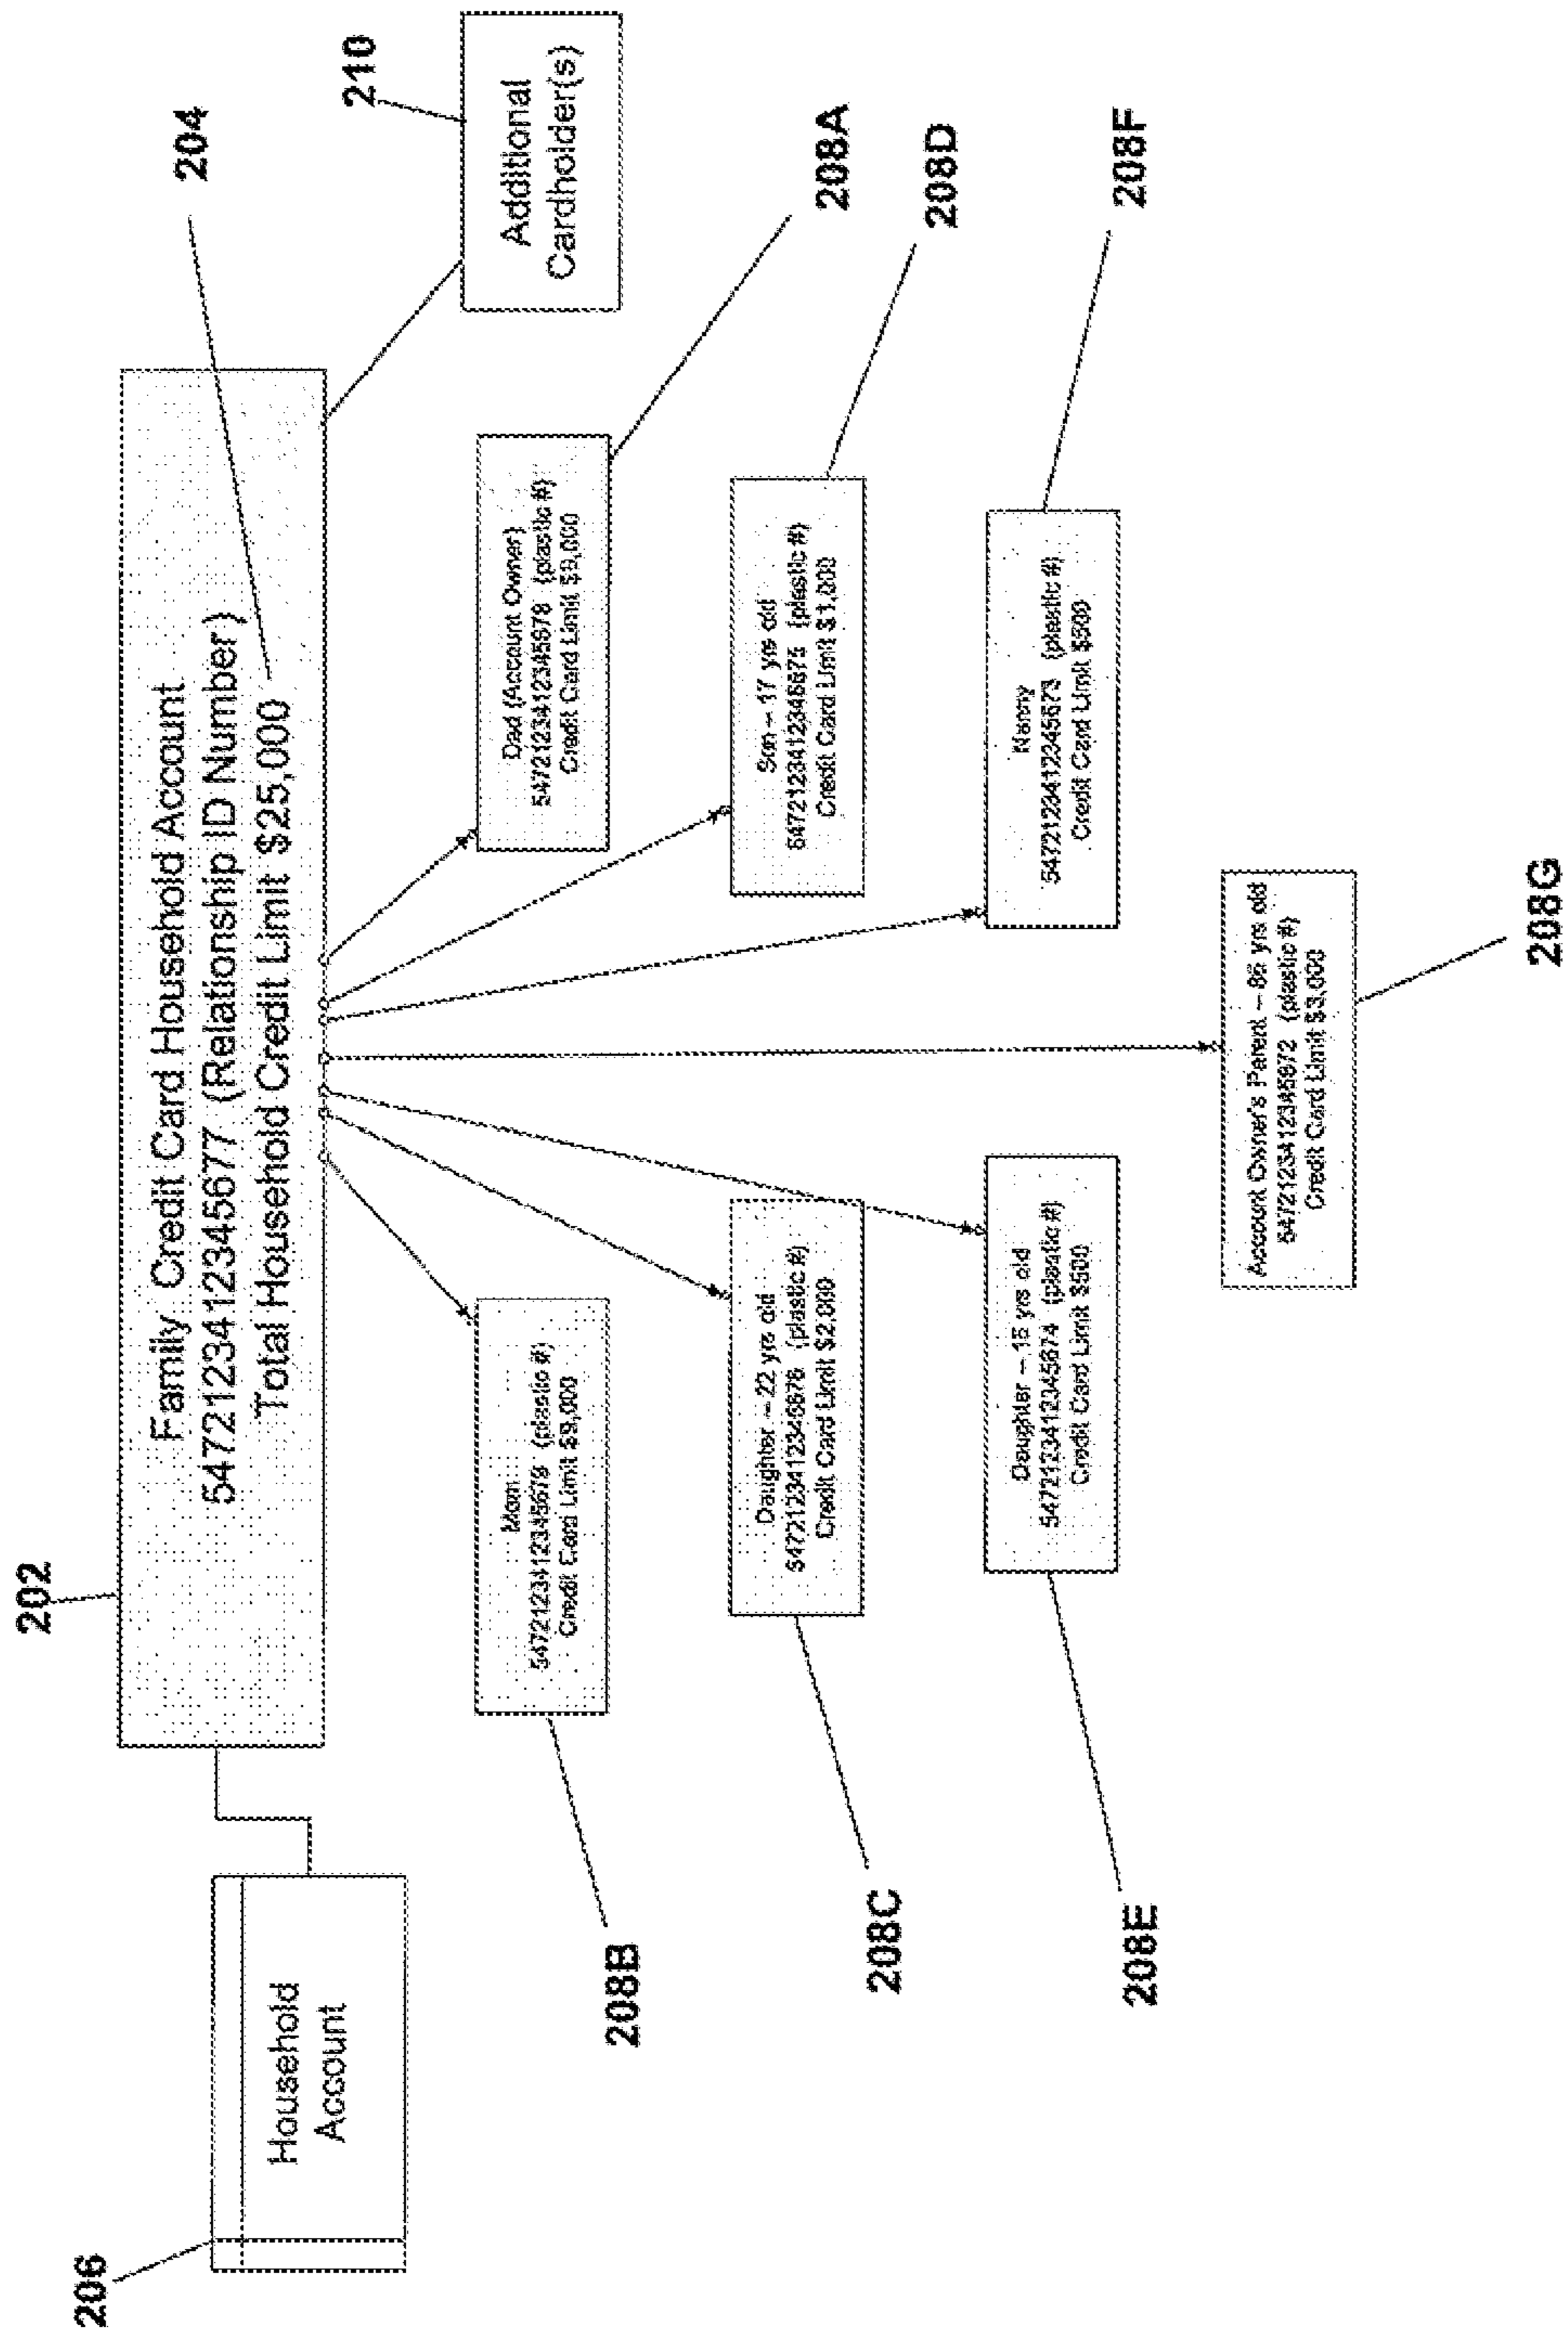 202
204
206
Household
Account
Family Credit Card Household Account
5472123412345677 (Relationship ID Number)
Total Household Credit Limit $25,000
210
Additional
Cardholder(s)
208B
Mom
5472123412345679 (plastic #)
Credit Card Limit $9,000
Dad (Account Owner)
5472123412345678 (plastic #)
Credit Card Limit $9,000
208A
208C
Daughter – 22 yrs old
5472123412345676 (plastic #)
Credit Card Limit $2,000
Son – 17 yrs old
5472123412345675 (plastic #)
Credit Card Limit $1,000
208D
208E
Daughter – yrs old
5472123412345674 (plastic #)
Credit Card Limit $500
Nanny
5472123412345673 (plastic #)
Credit Card Limit $500
208F
Account Owner's Parent – yrs old
5472123412345672 (plastic #)
Credit Card Limit $3,000
208G